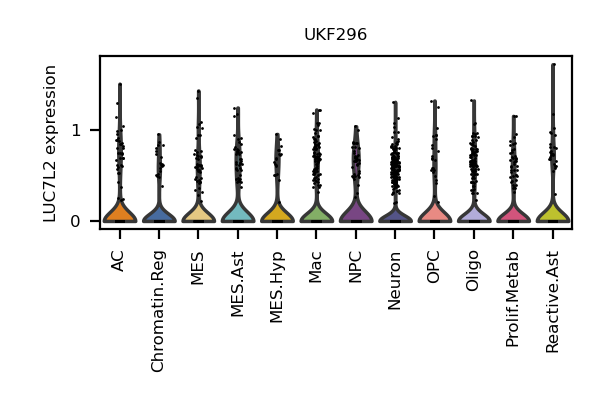 UKF296
LUC7L2 expression
1
0
AC
Chromatin.Reg
MES
MES.Ast
MES.Hyp
Mac
NPC
Neuron
OPC
Oligo
Prolif.Metab
Reactive.Ast